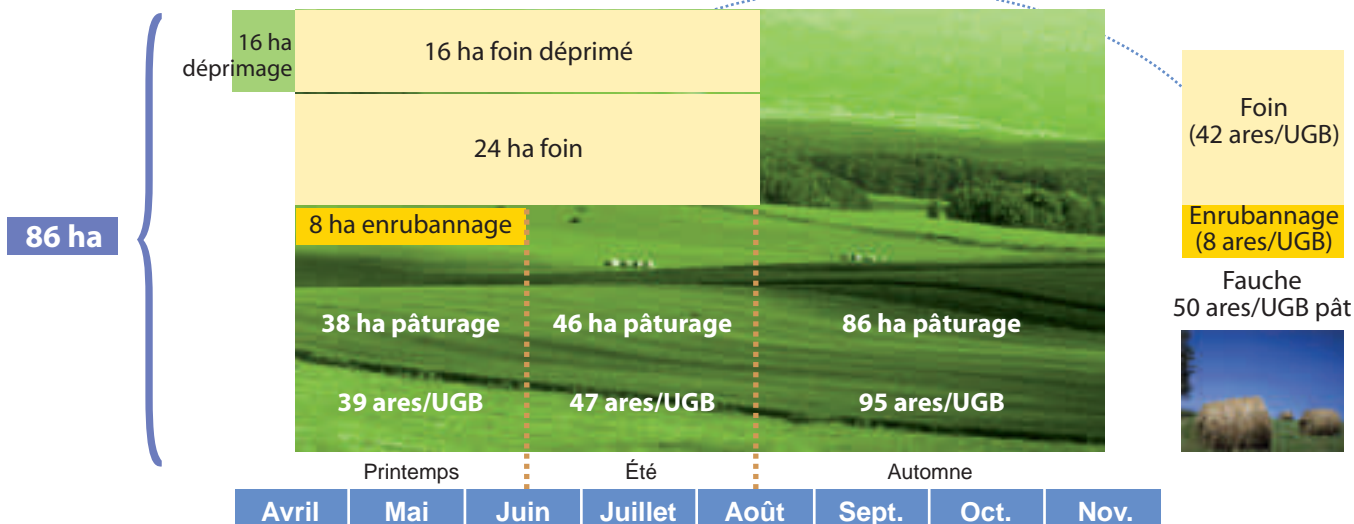 16 ha
déprimage
16 ha foin déprimé
24 ha foin
8 ha enrubannage
86 ha
38 ha pâturage
46 ha pâturage
86 ha pâturage
39 ares/UGB
47 ares/UGB
95 ares/UGB
Printemps
Été
Automne
Avril
Mai
Juin
Juillet
Août
Sept.
Oct.
Nov.
Foin
(42 ares/UGB)
Enrubannage
(8 ares/UGB)
Fauche
50 ares/UGB pât